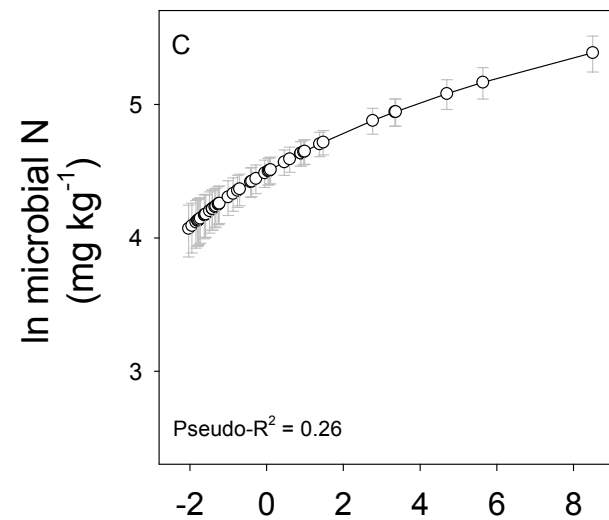 C
ln microbial N
(mg kg⁻¹)
5
4
3
Pseudo-R² = 0.26
-2 0 2 4 6 8